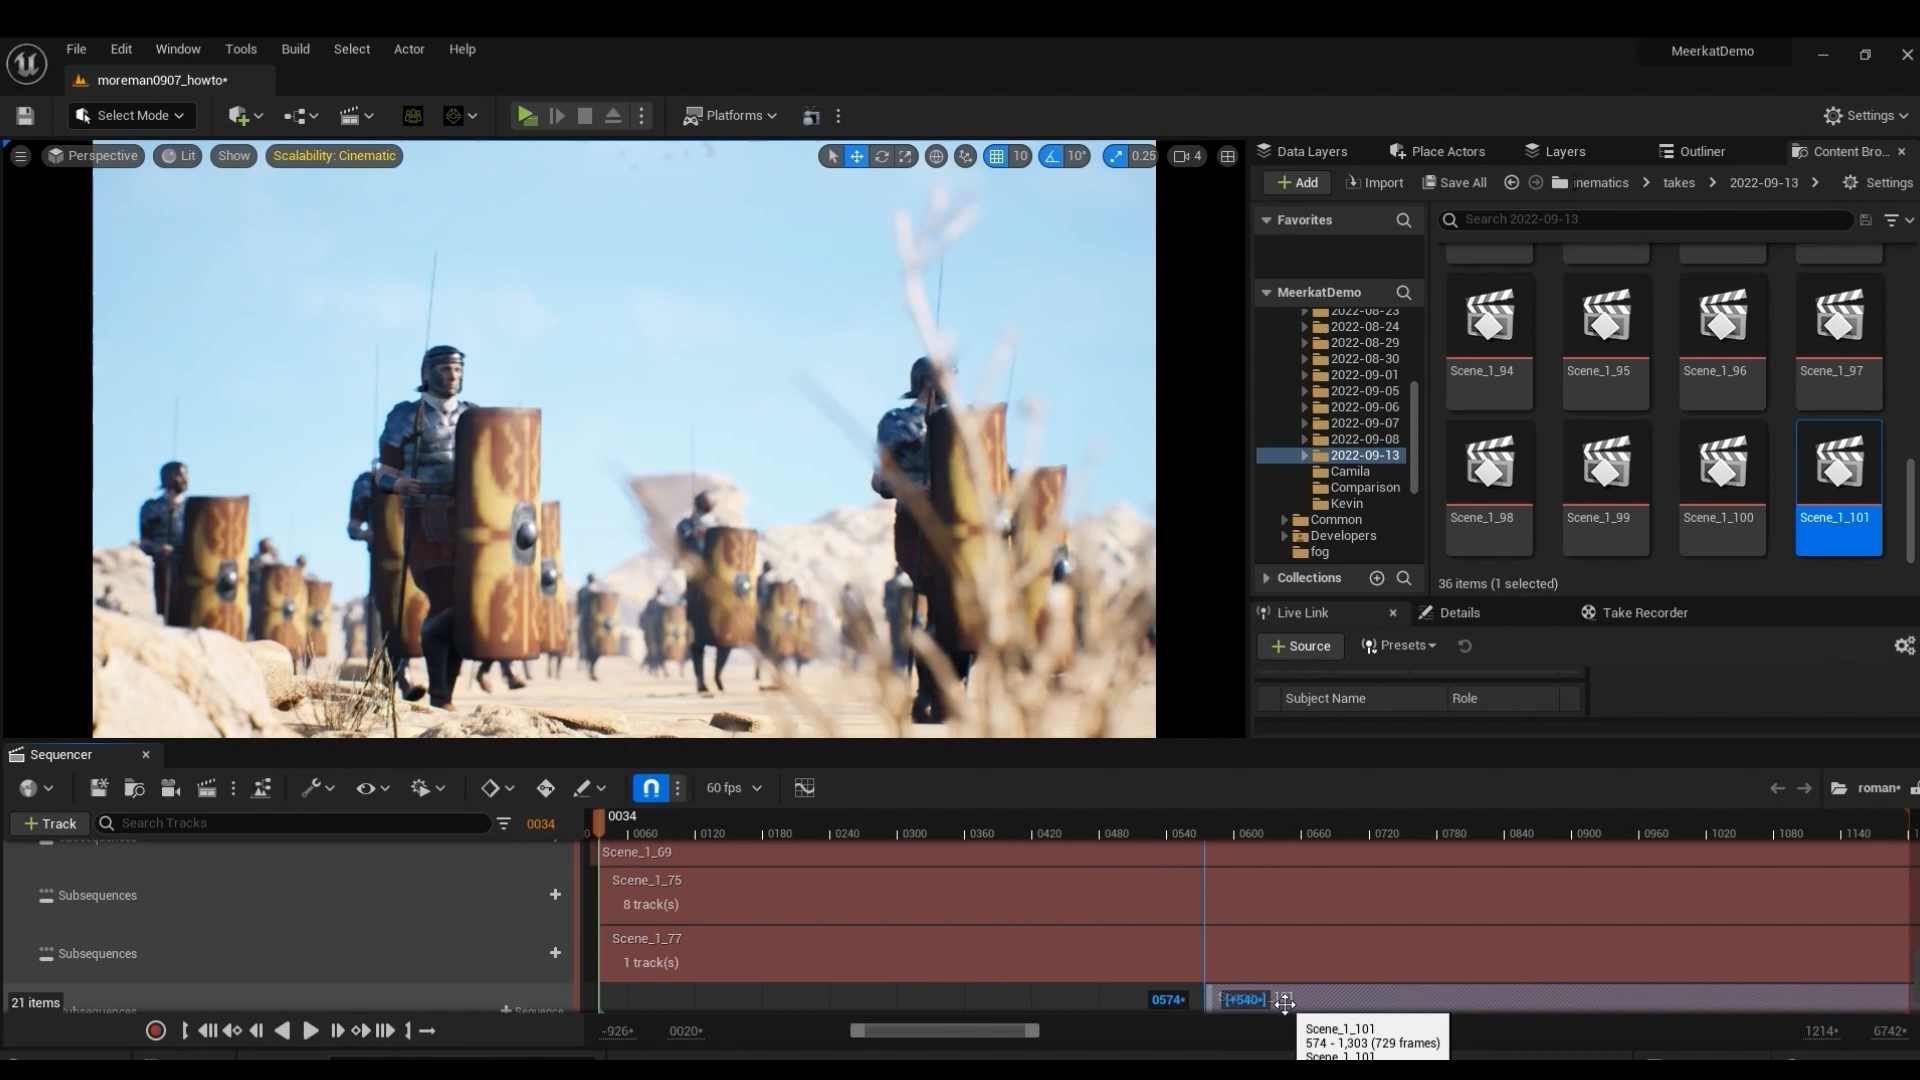 File Edit Window Tools Build Select Actor Help
MeerkatDemo
moreman0907_howto*
Select Mode
Platforms
Settings
Perspective Lit Show Scalability: Cinematic
10 10° 0.25 4
Data Layers Place Actors Layers Outliner Content Bro...
Add Import Save All inematics takes 2022-09-13 Settings
Favorites
Search 2022-09-13
MeerkatDemo
2022-08-23
2022-08-24
2022-08-29
2022-08-30
2022-09-01
2022-09-05
2022-09-06
2022-09-07
2022-09-08
2022-09-13
Camila
Comparison
Kevin
Common
Developers
fog
Collections
Scene_1_94 Scene_1_95 Scene_1_96 Scene_1_97
Scene_1_98 Scene_1_99 Scene_1_100 Scene_1_101
36 items (1 selected)
Live Link Details Take Recorder
Source Presets
Subject Name Role
Sequencer
60 fps
roman*
Track Search Tracks 0034
0034
0 0060 0120 0180 0240 0300 0360 0420 0480 0540 0600 0660 0720 0780 0840 0900 0960 1020 1080 1140
Subsequences
Scene_1_69
Subsequences
Scene_1_75
8 track(s)
Subsequences
Scene_1_77
1 track(s)
21 items
0574* [+540*]
-926* 0020* 1214* 6742*
Scene_1_101
574 - 1,303 (729 frames)
Scene_1_101